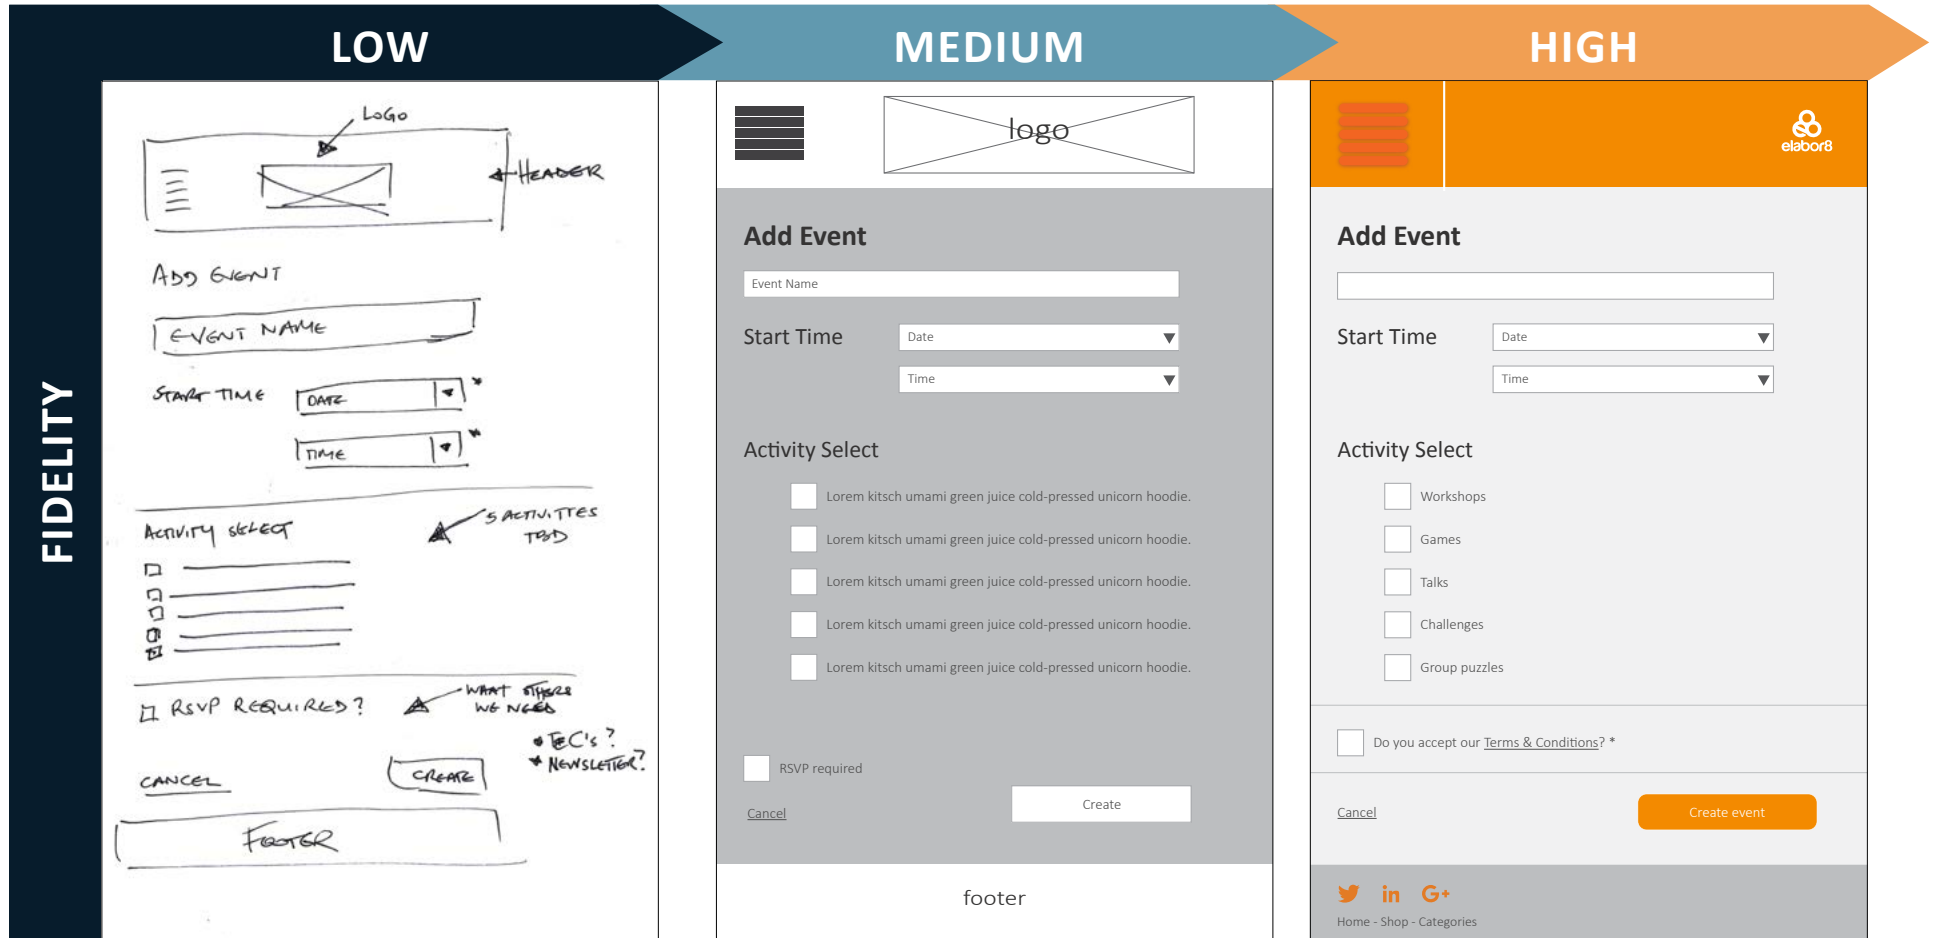 LOW
MEDIUM
HIGH
FIDELITY
LOGO
HEADER
ADD EVENT
EVENT NAME
START TIME
DATE
*
TIME
*
ACTIVITY SELECT
5 ACTIVITIES
TBD
RSVP REQUIRED?
WHAT OTHERS
WE NEED
* T&C's?
* NEWSLETTER?
CANCEL
CREATE
FOOTER
logo
Add Event
Event Name
Start Time
Date
Time
Activity Select
Lorem kitsch umami green juice cold-pressed unicorn hoodie.
Lorem kitsch umami green juice cold-pressed unicorn hoodie.
Lorem kitsch umami green juice cold-pressed unicorn hoodie.
Lorem kitsch umami green juice cold-pressed unicorn hoodie.
Lorem kitsch umami green juice cold-pressed unicorn hoodie.
RSVP required
Cancel
Create
footer
elabor8
Add Event
Start Time
Date
Time
Activity Select
Workshops
Games
Talks
Challenges
Group puzzles
Do you accept our Terms & Conditions? *
Cancel
Create event
in G+
Home - Shop - Categories